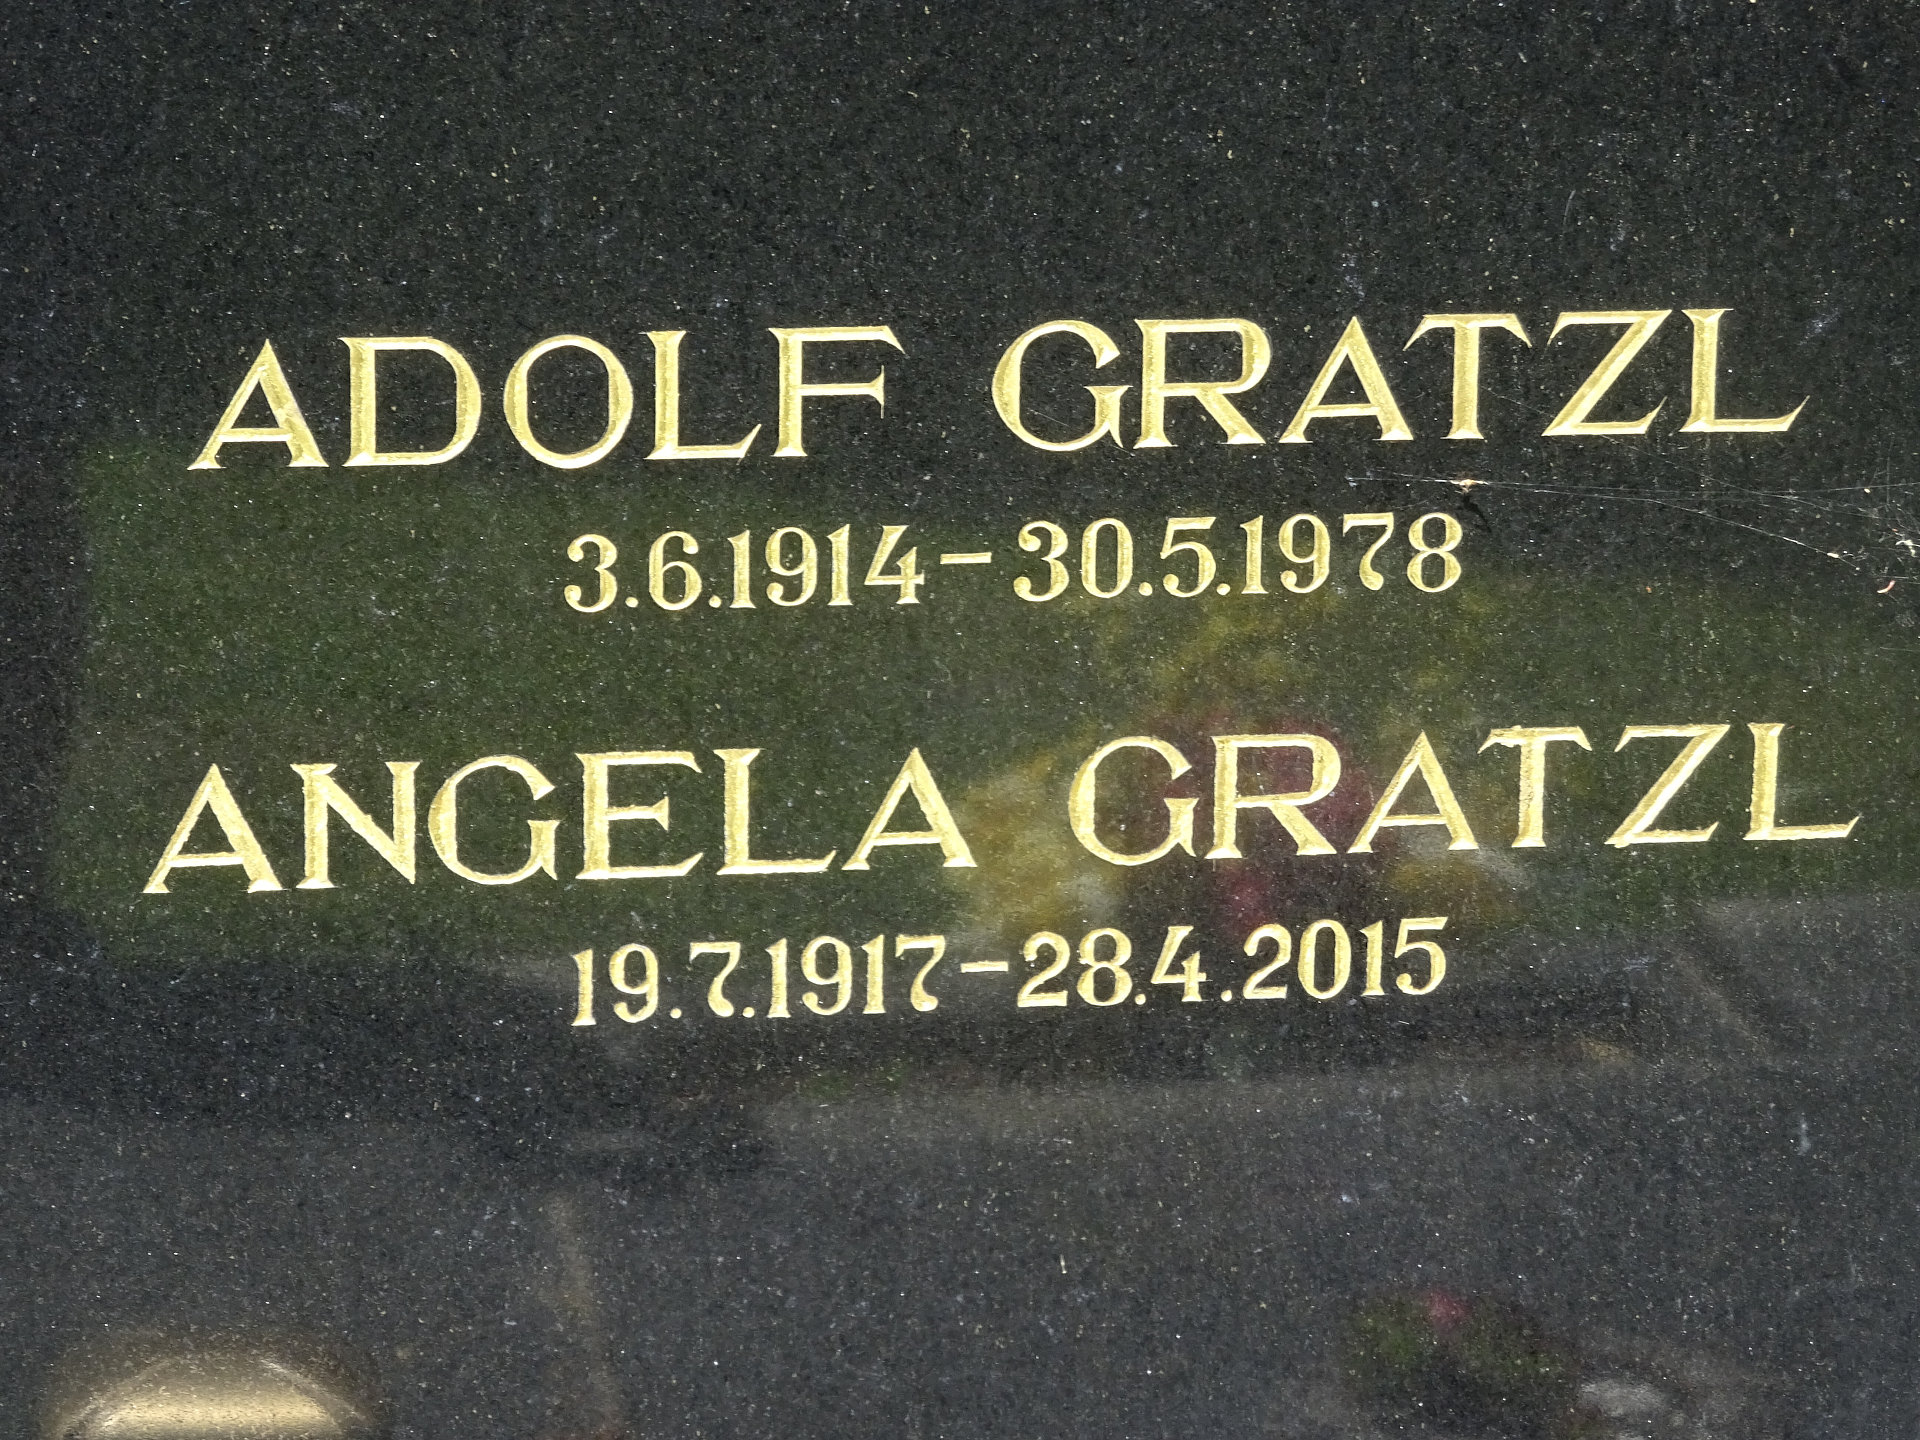 ADOLF GRATZL
3.6.1914-30.5.1978
ANGELA GRATZL
19.7.1917-28.4.2015